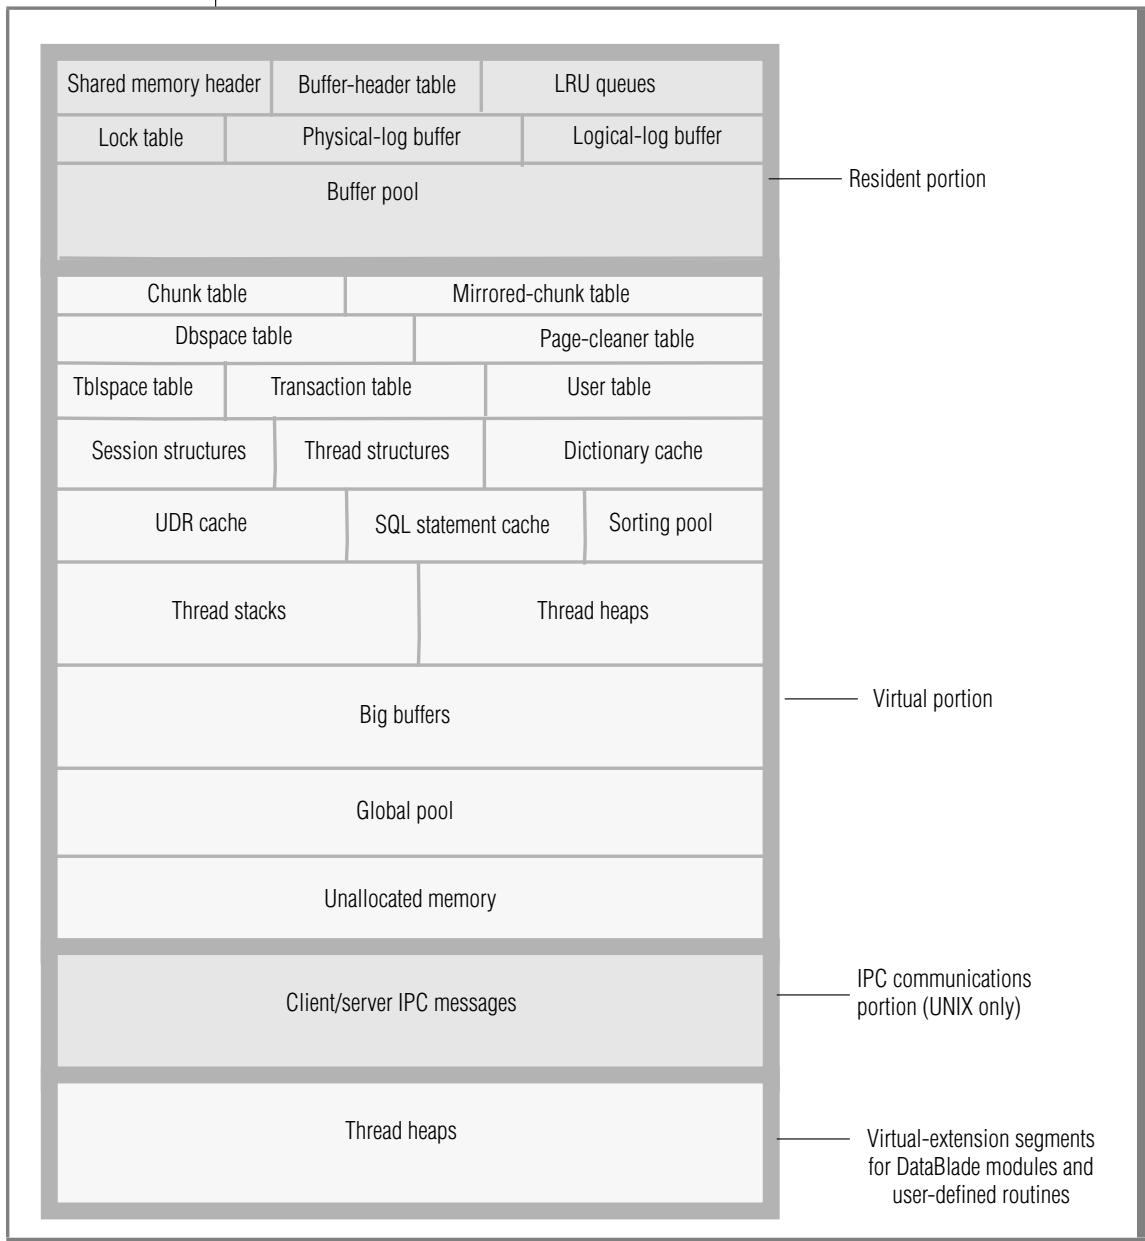 Shared memory header
Buffer-header table
LRU queues
Lock table
Physical-log buffer
Logical-log buffer
Buffer pool
Resident portion
Chunk table
Mirrored-chunk table
Dbspace table
Page-cleaner table
Tblspace table
Transaction table
User table
Session structures
Thread structures
Dictionary cache
UDR cache
SQL statement cache
Sorting pool
Thread stacks
Thread heaps
Big buffers
Virtual portion
Global pool
Unallocated memory
Client/server IPC messages
IPC communications
portion (UNIX only)
Thread heaps
Virtual-extension segments
for DataBlade modules and
user-defined routines